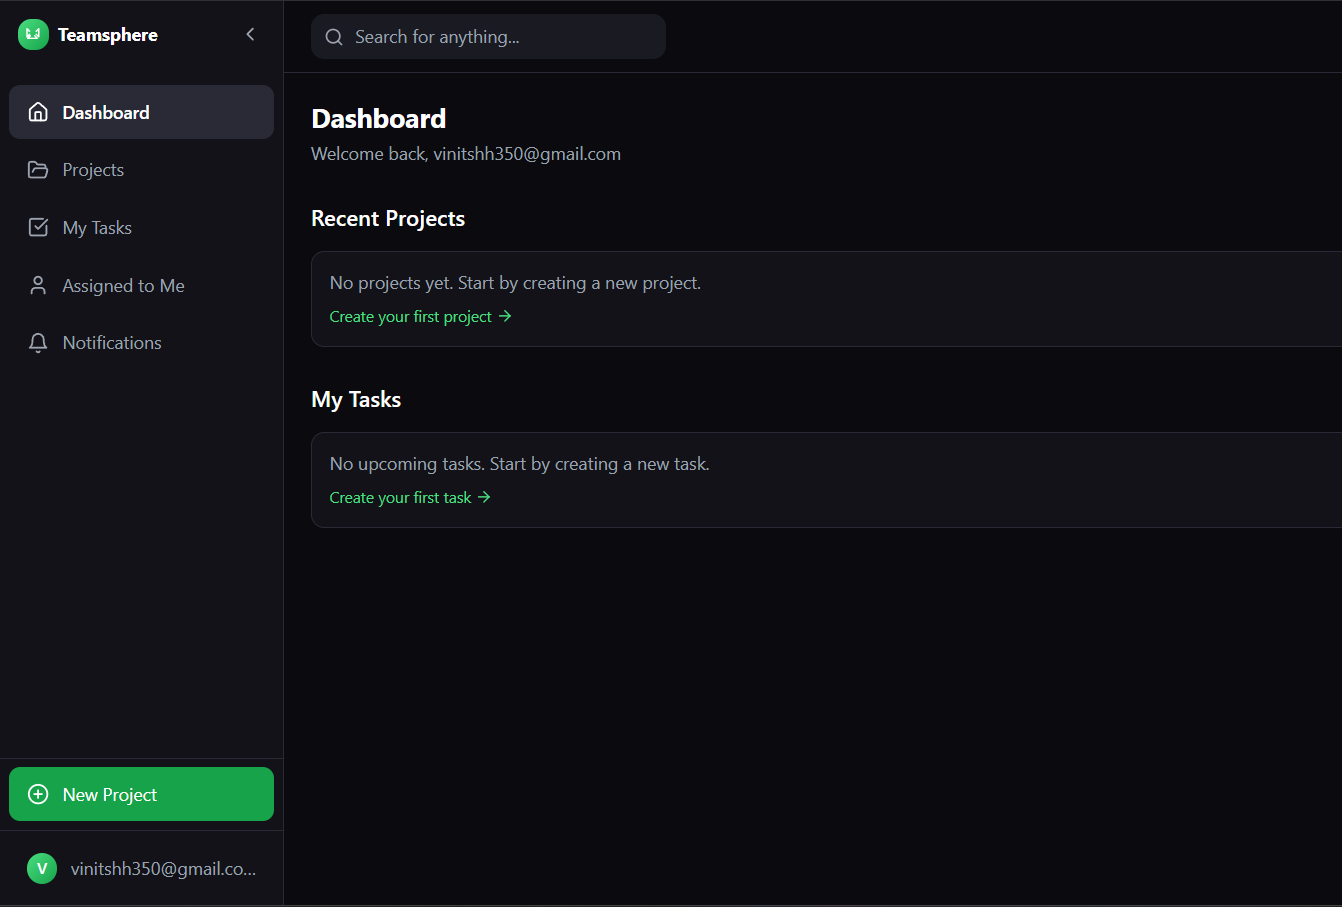 Teamsphere
Dashboard
Projects
My Tasks
Assigned to Me
Notifications
New Project
V
vinitshh350@gmail.co...
Search for anything...
Dashboard
Welcome back, vinitshh350@gmail.com
Recent Projects
No projects yet. Start by creating a new project.
Create your first project →
My Tasks
No upcoming tasks. Start by creating a new task.
Create your first task →